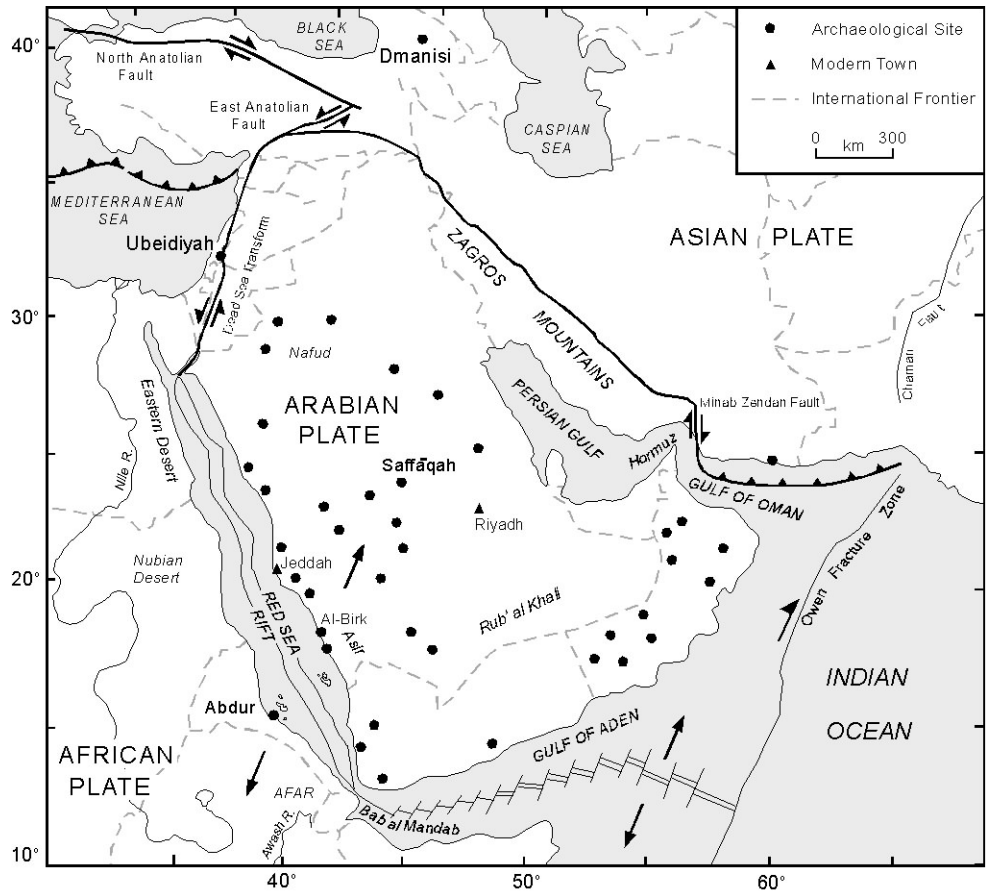 40°
30°
20°
10°
40°
50°
60°
BLACK
SEA
Dmanisi
North Anatolian
Fault
East Anatolian
Fault
CASPIAN
SEA
Archaeological Site
Modern Town
International Frontier
0 300
km
MEDITERRANEAN
SEA
Ubeidiyah
Dead Sea Transform
ZAGROS
MOUNTAINS
ASIAN PLATE
Chaman Fault
Nafud
ARABIAN
PLATE
PERSIAN GULF
Hormuz
Minab Zendan Fault
GULF OF OMAN
Eastern Desert
Nile R.
Saffāqah
Riyadh
Nubian
Desert
Jeddah
RED SEA
RIFT
Al-Birk
Asir
Rub' al Khali
Owen Fracture Zone
INDIAN
OCEAN
Abdur
GULF OF ADEN
AFRICAN
PLATE
AFAR
Awash R.
Bab al Mandab